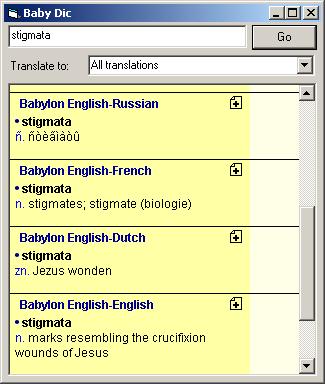 Baby Dic
stigmata
Go
Translate to:
All translations
Babylon English-Russian
• stigmata
ñ. ñòèãìàòû
Babylon English-French
• stigmata
n. stigmates; stigmate (biologie)
Babylon English-Dutch
• stigmata
zn. Jezus wonden
Babylon English-English
• stigmata
n. marks resembling the crucifixion
wounds of Jesus